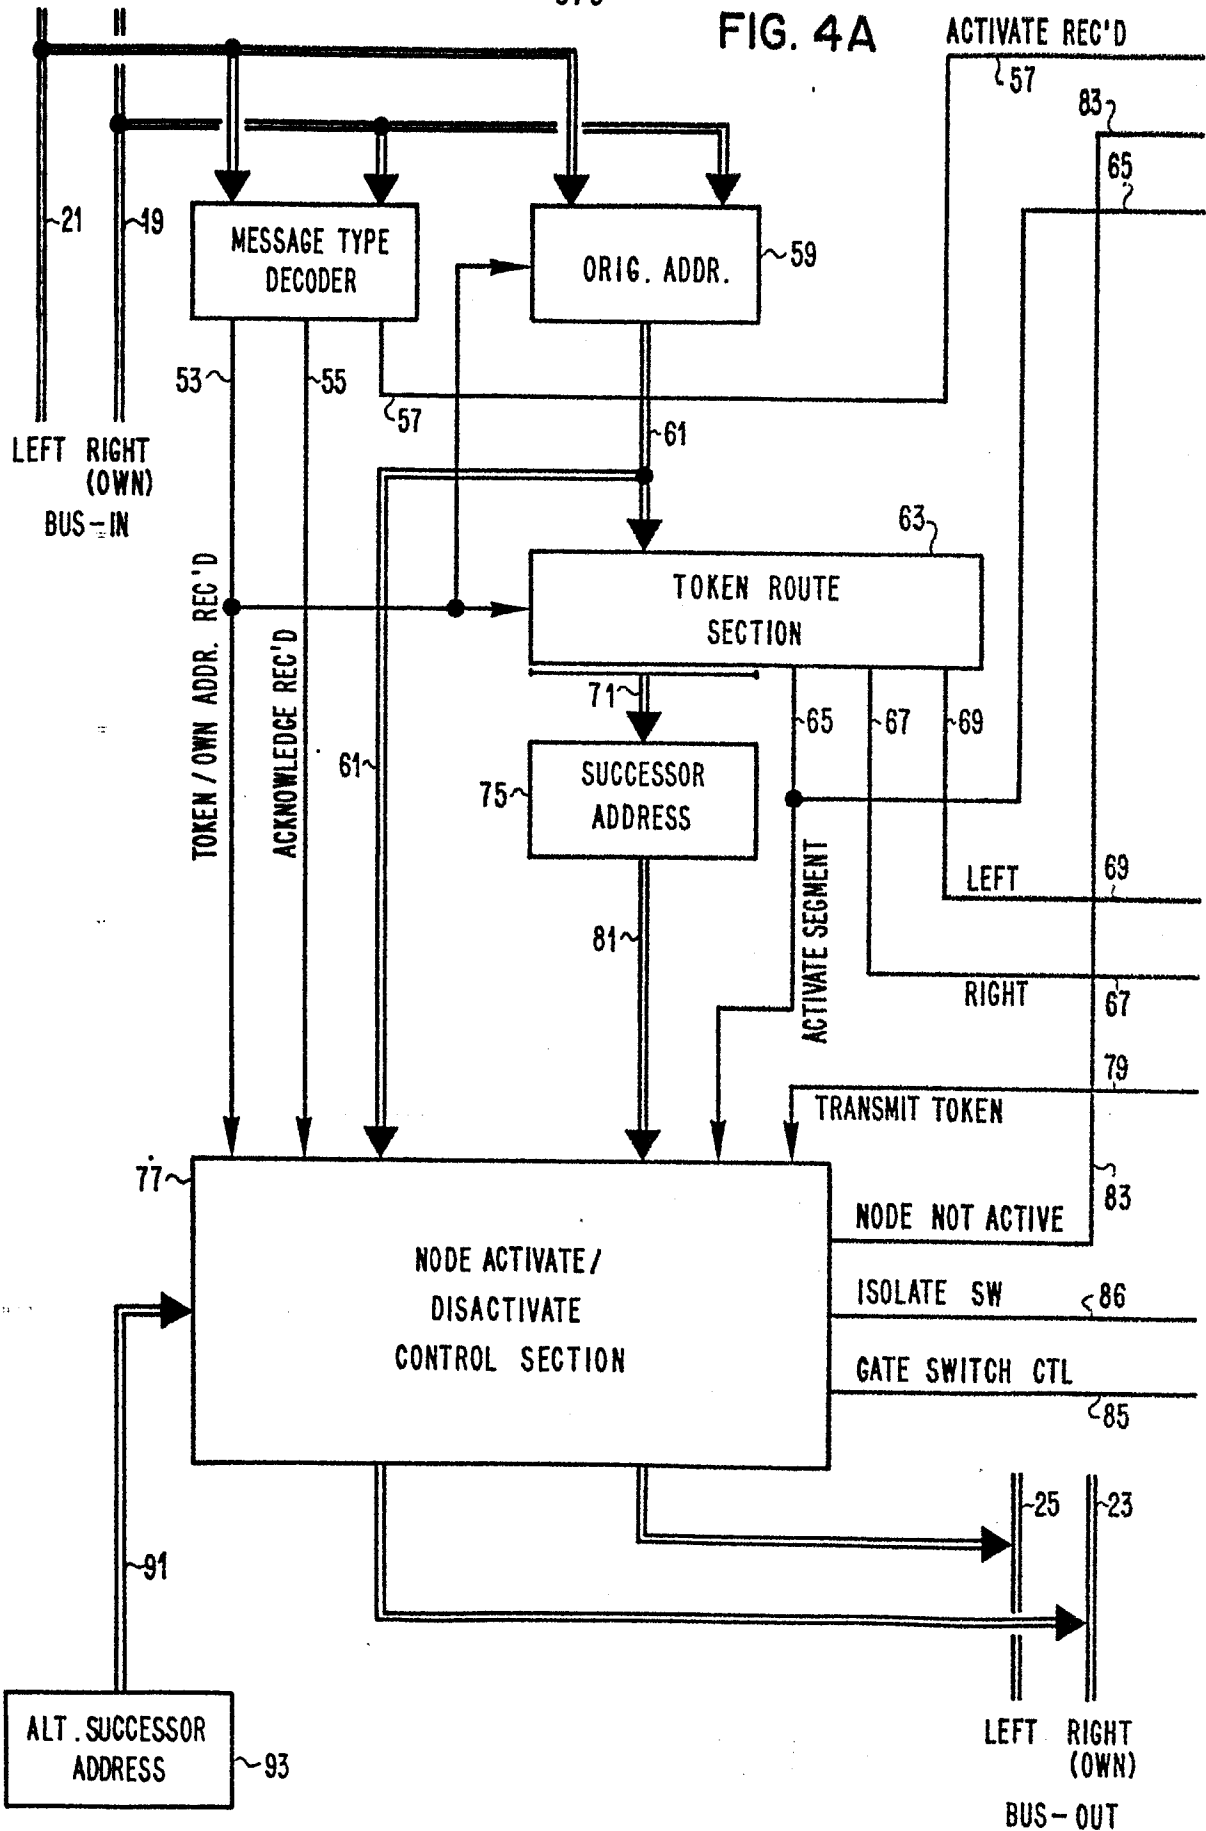 FIG. 4A
ACTIVATE REC'D
57
83
65
21
49
MESSAGE TYPE
DECODER
ORIG. ADDR.
59
53
55
57
61
LEFT RIGHT
(OWN)
BUS-IN
63
TOKEN ROUTE
SECTION
TOKEN / OWN ADDR. REC'D
ACKNOWLEDGE REC'D
61
71
65
67
69
75
SUCCESSOR
ADDRESS
ACTIVATE SEGMENT
LEFT
69
81
RIGHT
67
79
TRANSMIT TOKEN
77
83
NODE NOT ACTIVE
NODE ACTIVATE/
DISACTIVATE
CONTROL SECTION
ISOLATE SW
86
GATE SWITCH CTL
85
25
23
91
ALT. SUCCESSOR
ADDRESS
93
LEFT RIGHT
(OWN)
BUS-OUT